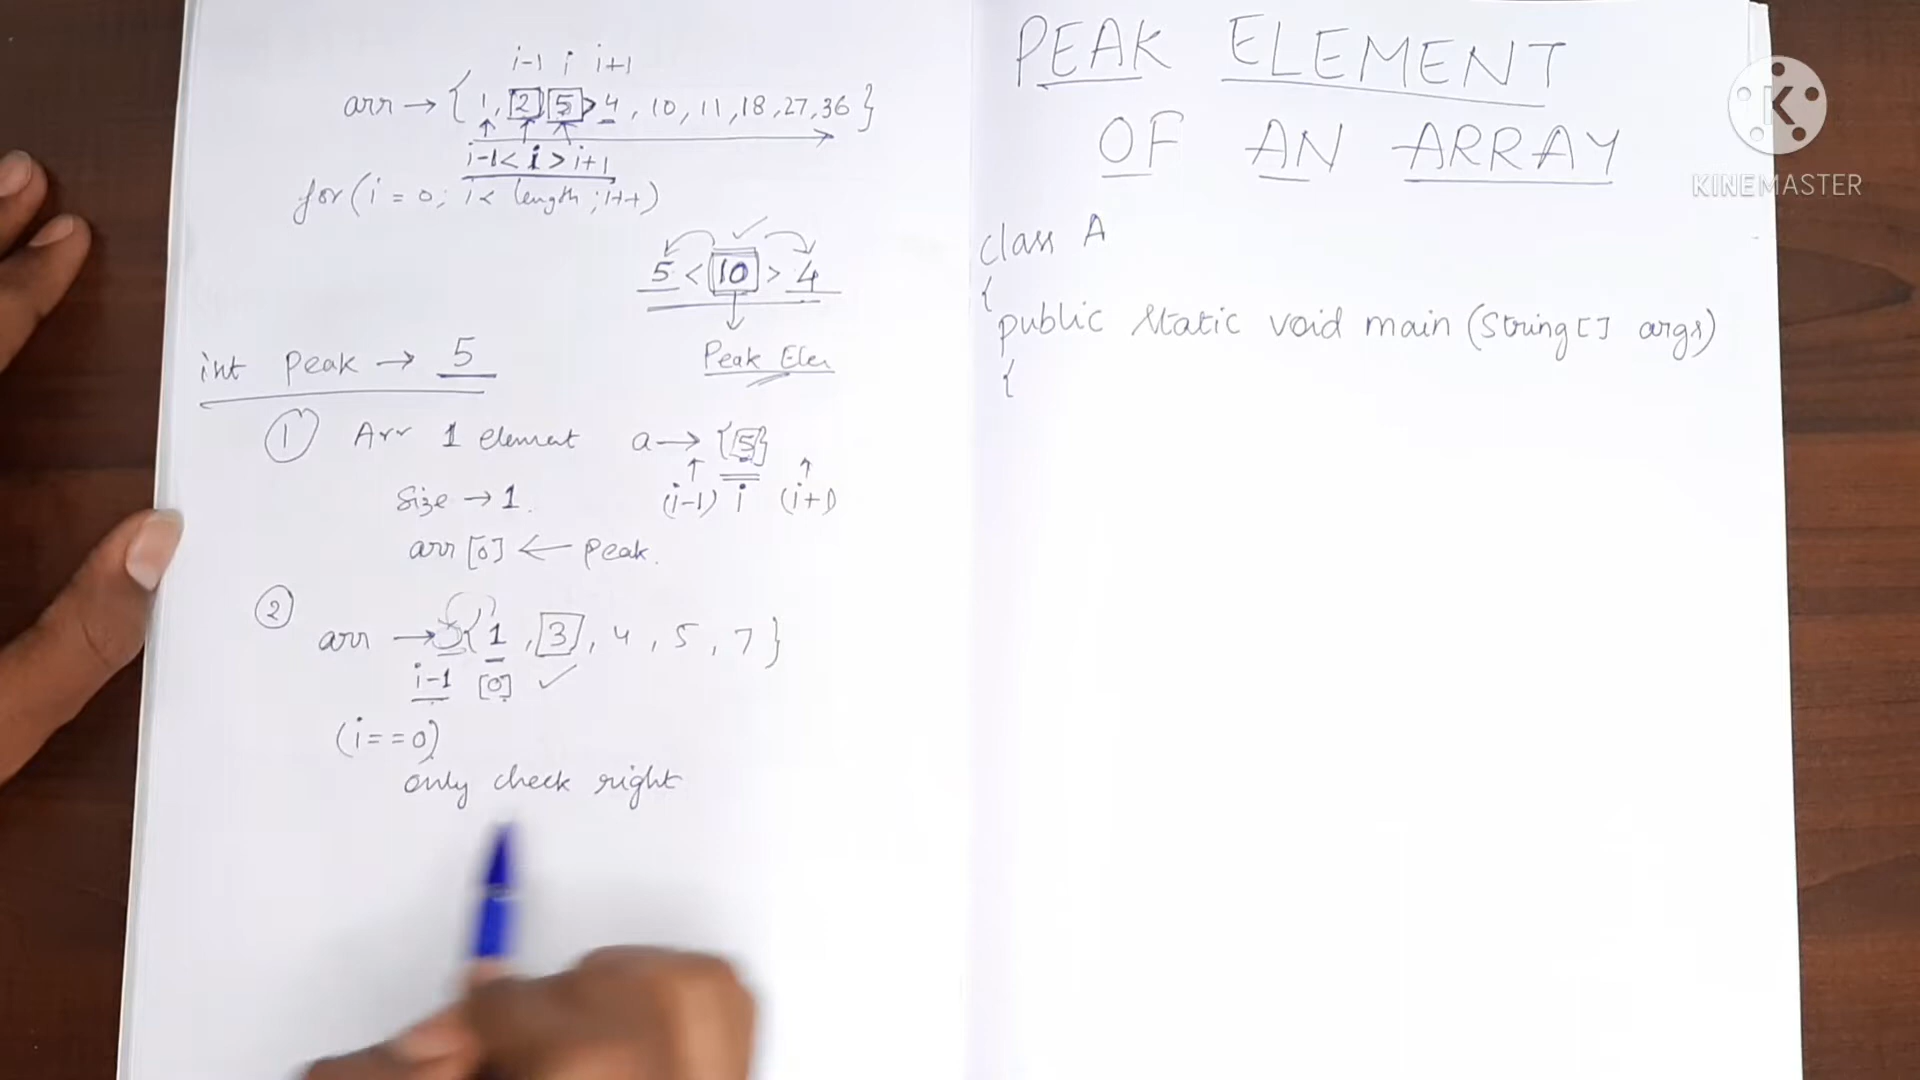 i-1 i i+1
arr → { 1, 2 5 > 4, 10, 11, 18, 27, 36 }
i-1 < i > i+1
for (i = 0; i < length; i++)
5 < 10 > 4
Peak Ele
int peak → 5
① Arr 1 element a → {5}
(i-1) i (i+1)
Size → 1.
arr [0] ← peak.
②
arr → { 1, 3, 4, 5, 7 }
i-1 [0] ✓
(i==0)
only check right
PEAK ELEMENT
OF AN ARRAY
K
KINEMASTER
class A
{
public static void main (String[] args)
{